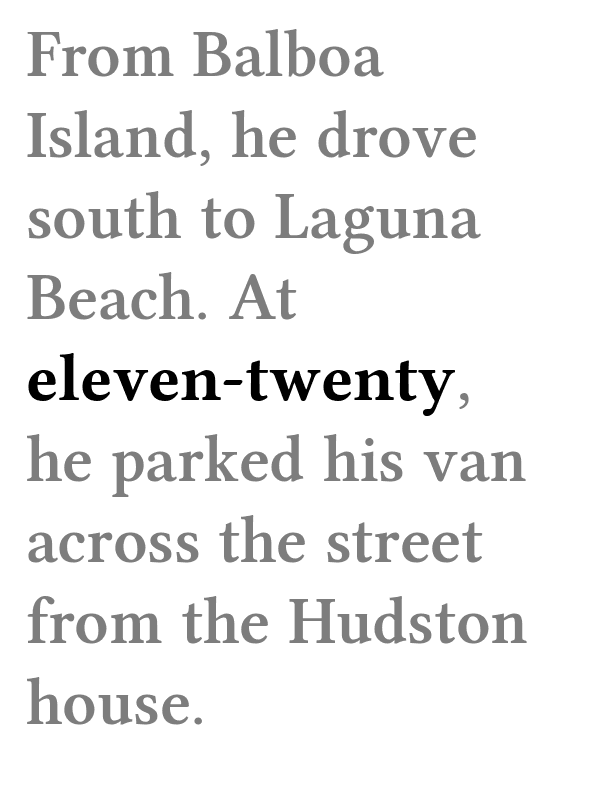 From Balboa
Island, he drove
south to Laguna
Beach. At
eleven-twenty,
he parked his van
across the street
from the Hudston
house.